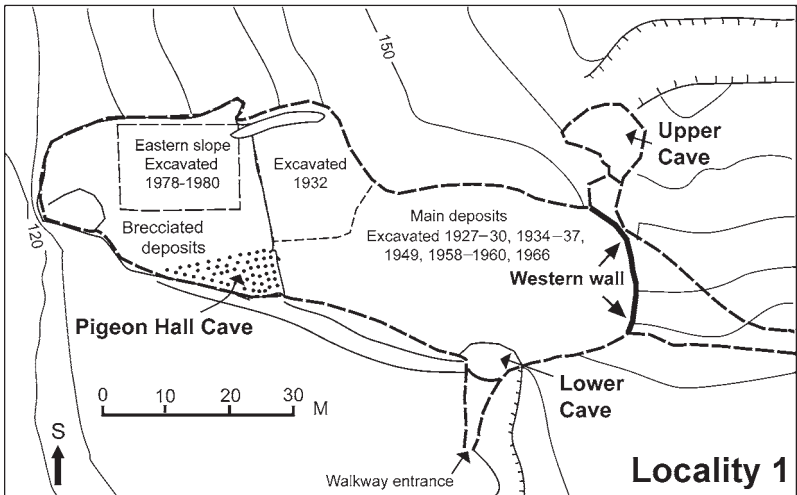 150
Upper
Cave
Eastern slope
Excavated
1978-1980
Excavated
1932
Main deposits
Excavated 1927–30, 1934–37,
1949, 1958–1960, 1966
Brecciated
deposits
120
Western wall
Pigeon Hall Cave
Lower
Cave
0 10 20 30 M
S
Walkway entrance
Locality 1